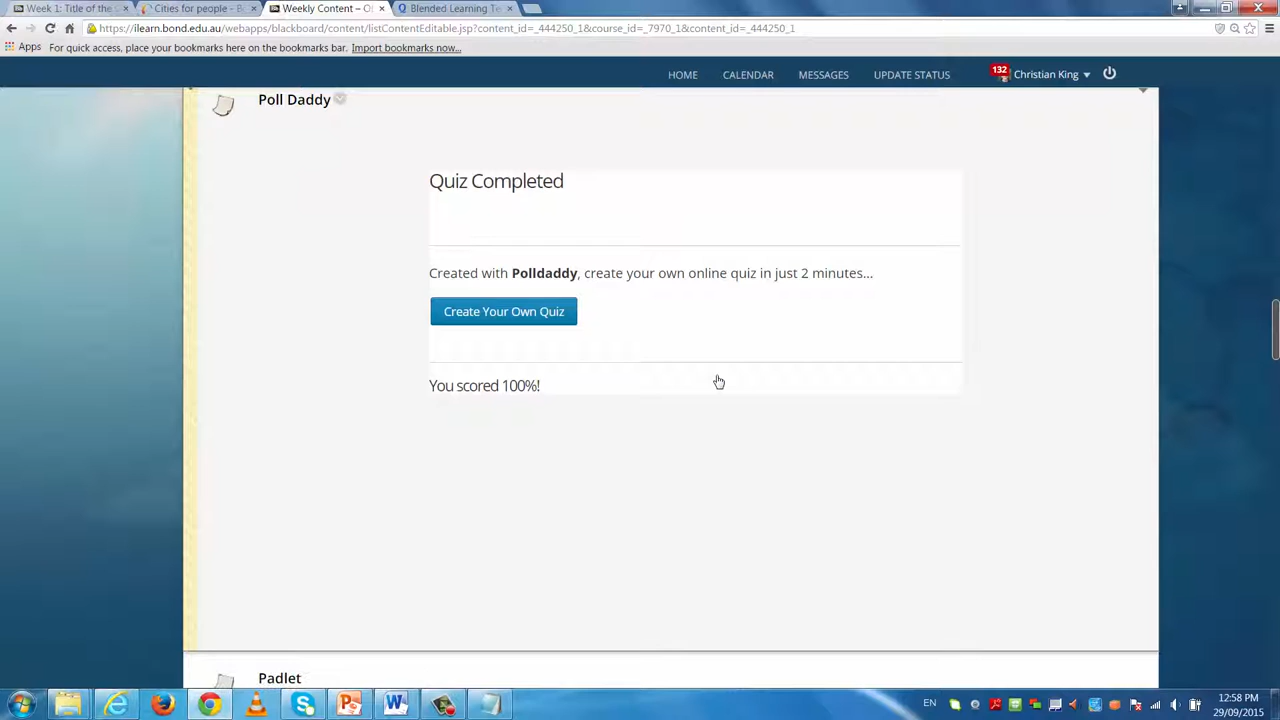 Week 1: Title of the
Cities for people - B
Weekly Content – O
Blended Learning Te
https://ilearn.bond.edu.au/webapps/blackboard/content/listContentEditable.jsp?content_id=_444250_1&course_id=_7970_1&content_id=_444250_1
Apps For quick access, place your bookmarks here on the bookmarks bar. Import bookmarks now...
HOME CALENDAR MESSAGES UPDATE STATUS 132 Christian King
Poll Daddy
Quiz Completed
Created with Polldaddy, create your own online quiz in just 2 minutes...
Create Your Own Quiz
You scored 100%!
Padlet
EN
12:58 PM
29/09/2015